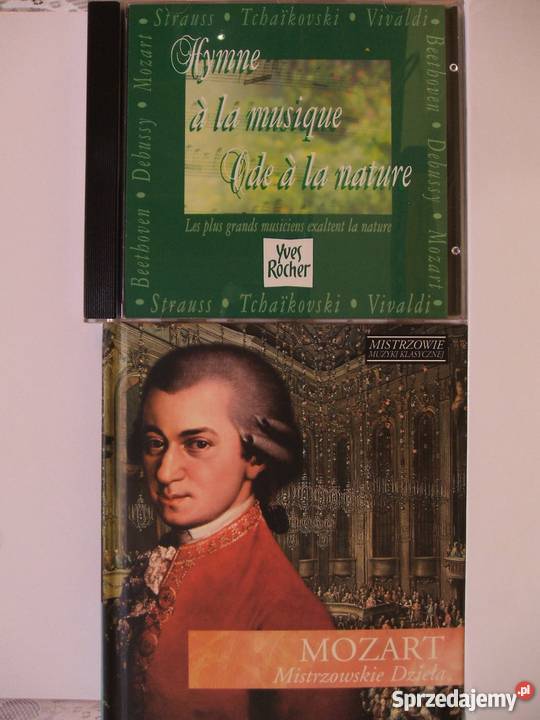 Strauss • Tchaïkovski • Vivaldi •
Beethoven • Debussy • Mozart
Beethoven • Debussy • Mozart •
Hymne
à la musique
Ode à la nature
Les plus grands musiciens exaltent la nature
Yves
Rocher
Strauss • Tchaïkovski • Vivaldi •
MISTRZOWIE
MUZYKI KLASYCZNEJ
MOZART
Mistrzowskie Dzieła
Sprzedajemy.pl